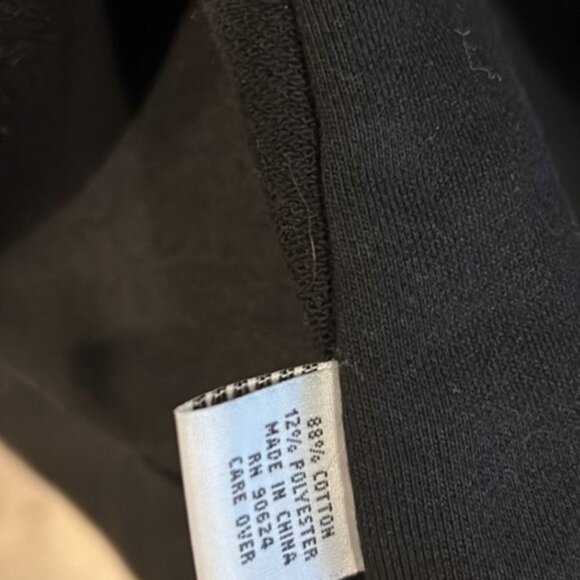 88% COTTON
12% POLYESTER
MADE IN CHINA
RN 90624
CARE OVER